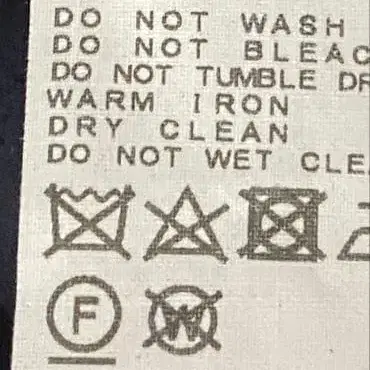 DO NOT WASH
DO NOT BLEAC
DO NOT TUMBLE DR
WARM IRON
DRY CLEAN
DO NOT WET CLE
F W